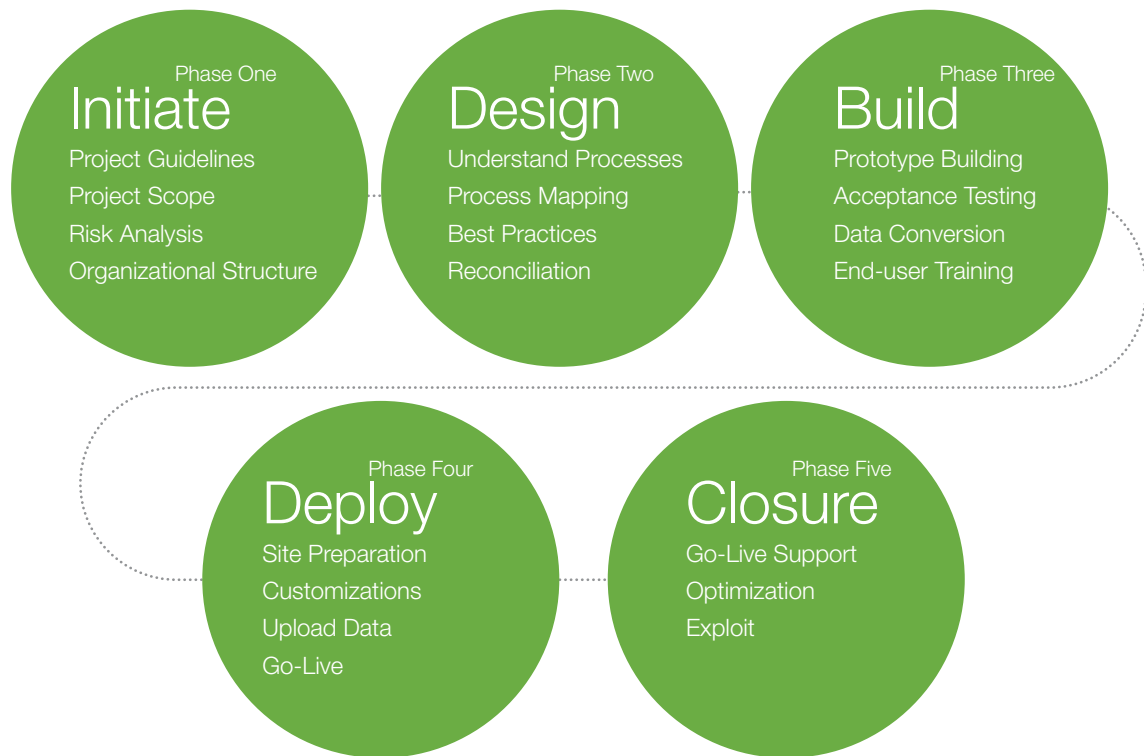 Phase One
Initiate
Project Guidelines
Project Scope
Risk Analysis
Organizational Structure
Phase Two
Design
Understand Processes
Process Mapping
Best Practices
Reconciliation
Phase Three
Build
Prototype Building
Acceptance Testing
Data Conversion
End-user Training
Phase Four
Deploy
Site Preparation
Customizations
Upload Data
Go-Live
Phase Five
Closure
Go-Live Support
Optimization
Exploit